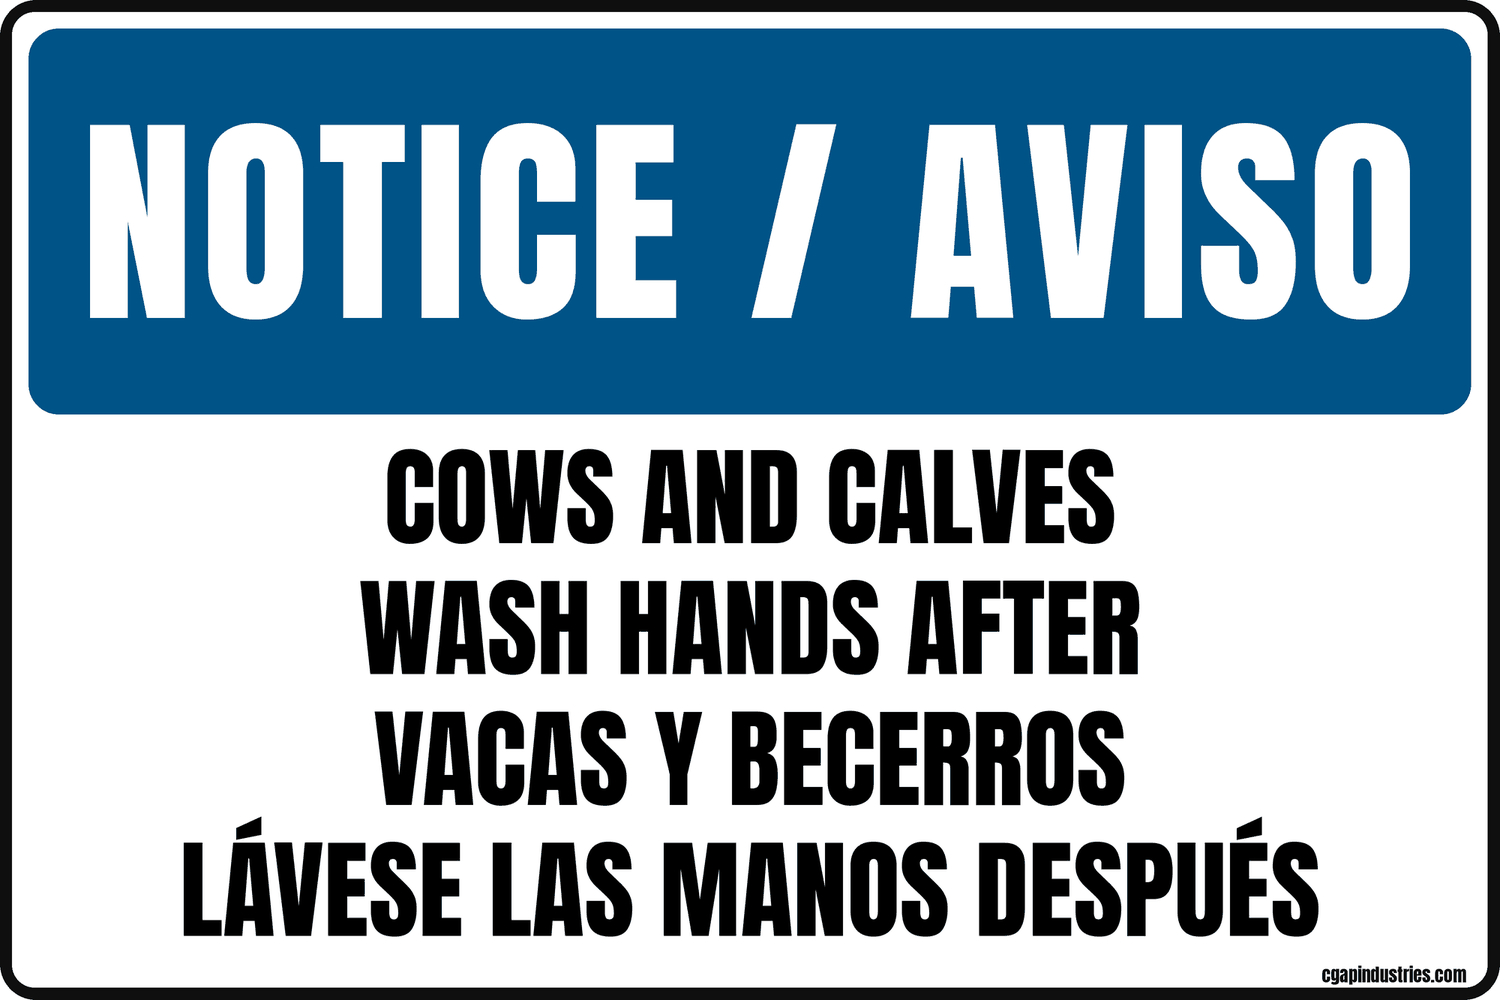 NOTICE / AVISO
COWS AND CALVES
WASH HANDS AFTER
VACAS Y BECERROS
LÁVESE LAS MANOS DESPUÉS
cgapindustries.com